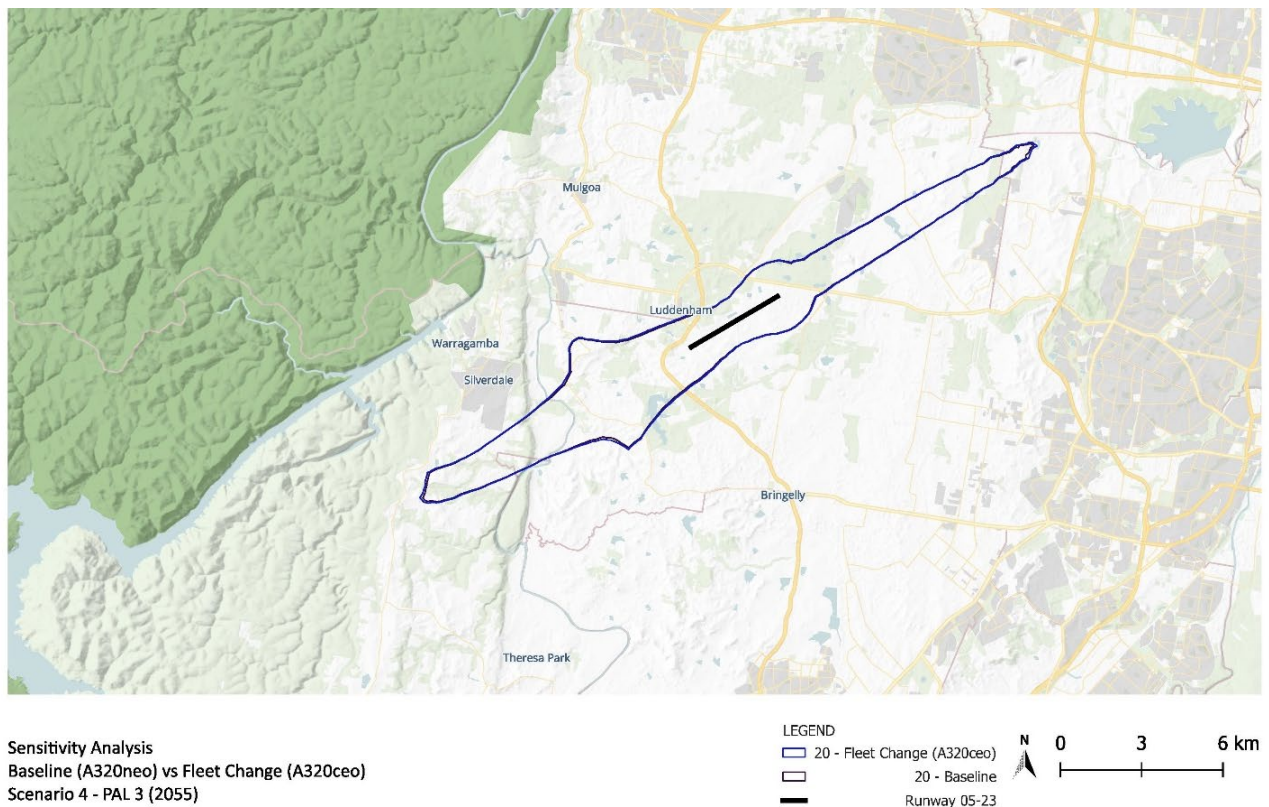 Mulgoa
Luddenham
Warragamba
Silverdale
Bringelly
Theresa Park
Sensitivity Analysis
Baseline (A320neo) vs Fleet Change (A320ceo)
Scenario 4 - PAL 3 (2055)
LEGEND
20 - Fleet Change (A320ceo)
20 - Baseline
Runway 05-23
N
0 3 6 km